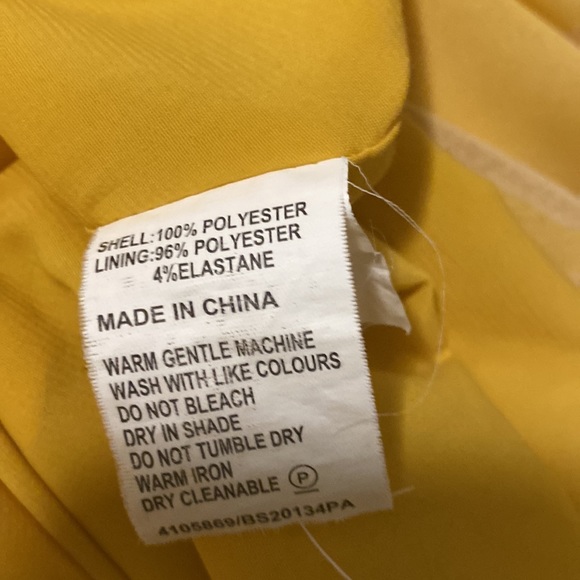 SHELL:100% POLYESTER
LINING:96% POLYESTER
4%ELASTANE
MADE IN CHINA
WARM GENTLE MACHINE
WASH WITH LIKE COLOURS
DO NOT BLEACH
DRY IN SHADE
DO NOT TUMBLE DRY
WARM IRON
DRY CLEANABLE P
4105869/BS20134PA